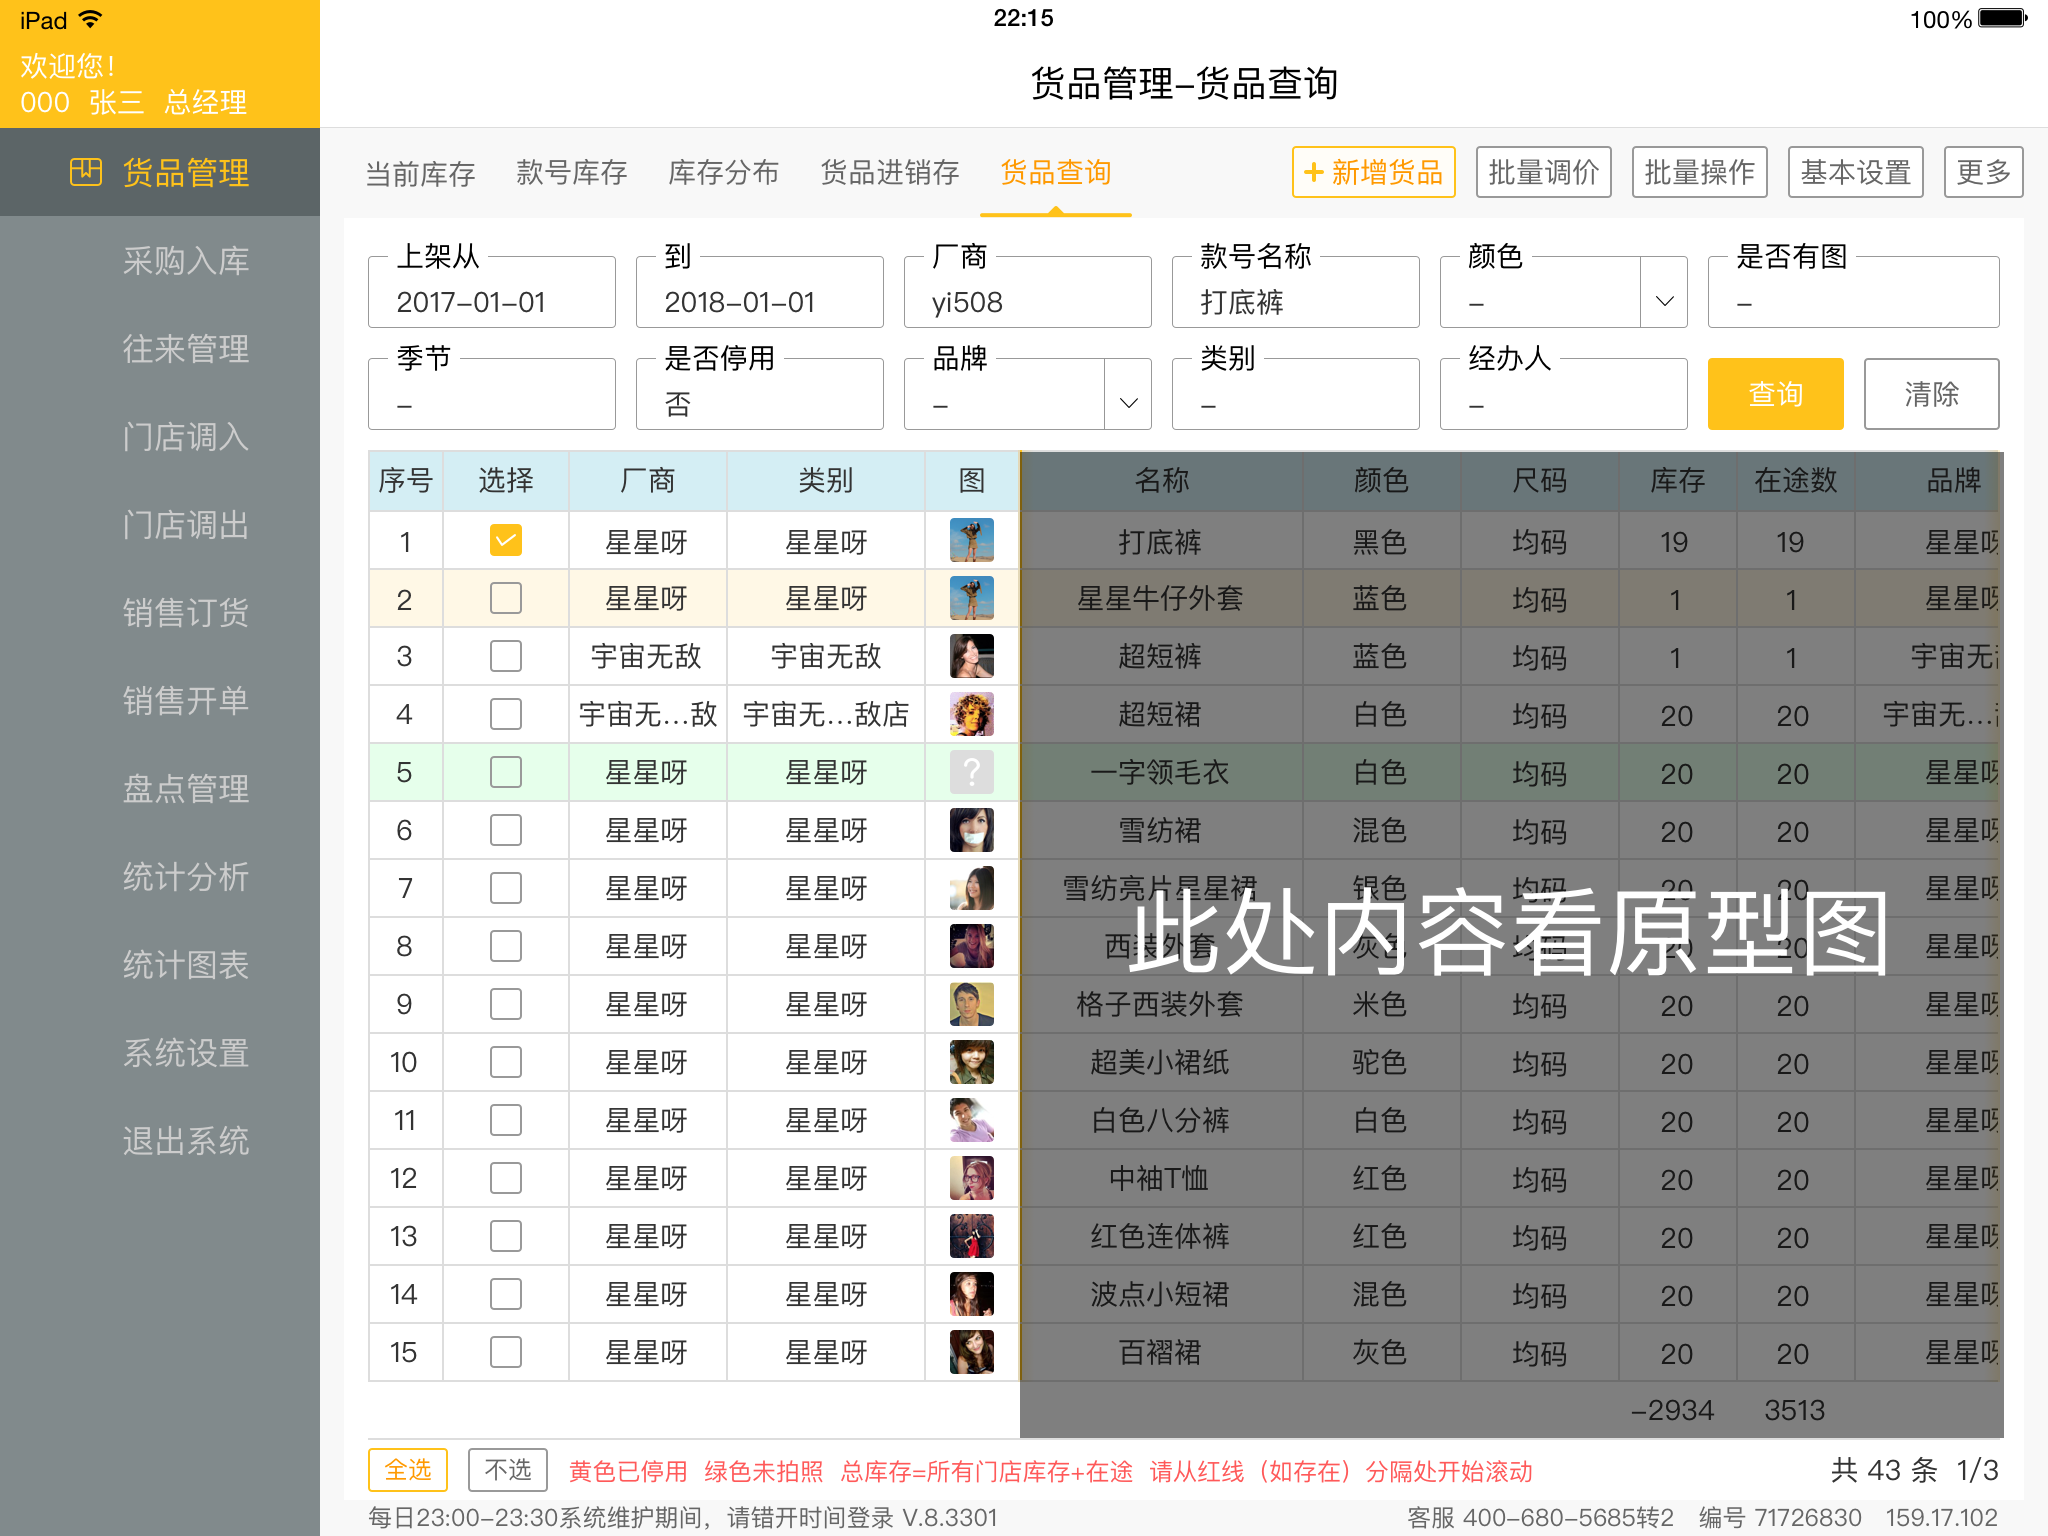 iPad 22:15 100%
欢迎您！
000 张三 总经理
货品管理-货品查询
货品管理
采购入库
往来管理
门店调入
门店调出
销售订货
销售开单
盘点管理
统计分析
统计图表
系统设置
退出系统
当前库存 款号库存 库存分布 货品进销存 货品查询 +新增货品 批量调价 批量操作 基本设置 更多
上架从 到 厂商 款号名称 颜色 是否有图
2017-01-01 2018-01-01 yi508 打底裤 - -
季节 是否停用 品牌 类别 经办人
- 否 - - - 查询 清除
序号 选择 厂商 类别 图 名称 颜色 尺码 库存 在途数 品牌
1 星星呀 星星呀 打底裤 黑色 均码 19 19 星星呀
2 星星呀 星星呀 星星牛仔外套 蓝色 均码 1 1 星星呀
3 宇宙无敌 宇宙无敌 超短裤 蓝色 均码 1 1 宇宙无敌
4 宇宙无...敌 宇宙无...敌店 超短裙 白色 均码 20 20 宇宙无...
5 星星呀 星星呀 ? 一字领毛衣 白色 均码 20 20 星星呀
6 星星呀 星星呀 雪纺裙 混色 均码 20 20 星星呀
7 星星呀 星星呀 雪纺亮片星星裙 银色 均码 20 20 星星呀
此处内容看原型图
8 星星呀 星星呀 西装外套 灰色 均码 20 20 星星呀
9 星星呀 星星呀 格子西装外套 米色 均码 20 20 星星呀
10 星星呀 星星呀 超美小裙纸 驼色 均码 20 20 星星呀
11 星星呀 星星呀 白色八分裤 白色 均码 20 20 星星呀
12 星星呀 星星呀 中袖T恤 红色 均码 20 20 星星呀
13 星星呀 星星呀 红色连体裤 红色 均码 20 20 星星呀
14 星星呀 星星呀 波点小短裙 混色 均码 20 20 星星呀
15 星星呀 星星呀 百褶裙 灰色 均码 20 20 星星呀
-2934 3513
全选 不选 黄色已停用 绿色未拍照 总库存=所有门店库存+在途 请从红线（如存在）分隔处开始滚动 共 43 条 1/3
每日23:00-23:30系统维护期间，请错开时间登录 V.8.3301 客服 400-680-5685转2 编号 71726830 159.17.102